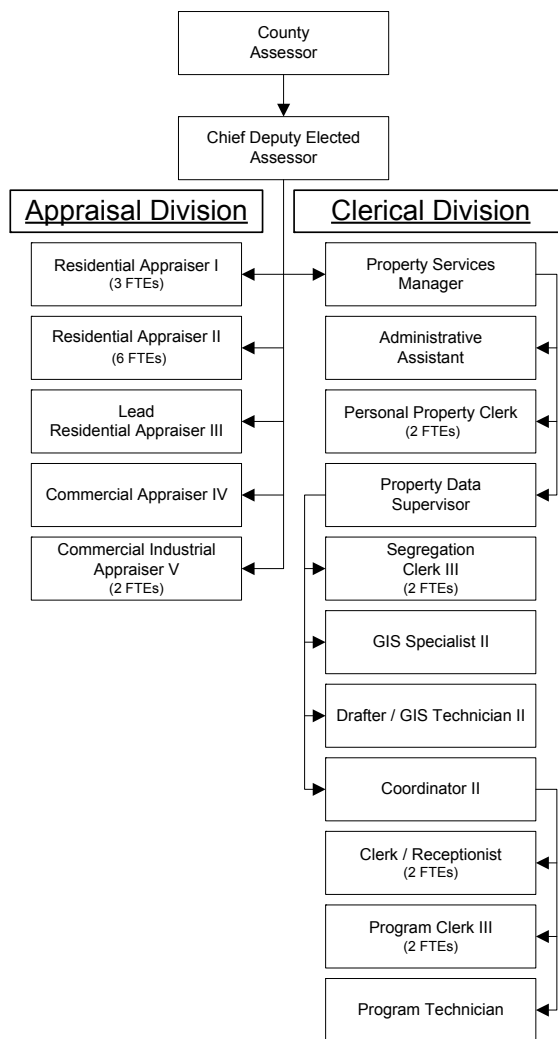 County
Assessor
Chief Deputy Elected
Assessor
Appraisal Division
Residential Appraiser I
(3 FTEs)
Residential Appraiser II
(6 FTEs)
Lead
Residential Appraiser III
Commercial Appraiser IV
Commercial Industrial
Appraiser V
(2 FTEs)
Clerical Division
Property Services
Manager
Administrative
Assistant
Personal Property Clerk
(2 FTEs)
Property Data
Supervisor
Segregation
Clerk III
(2 FTEs)
GIS Specialist II
Drafter / GIS Technician II
Coordinator II
Clerk / Receptionist
(2 FTEs)
Program Clerk III
(2 FTEs)
Program Technician